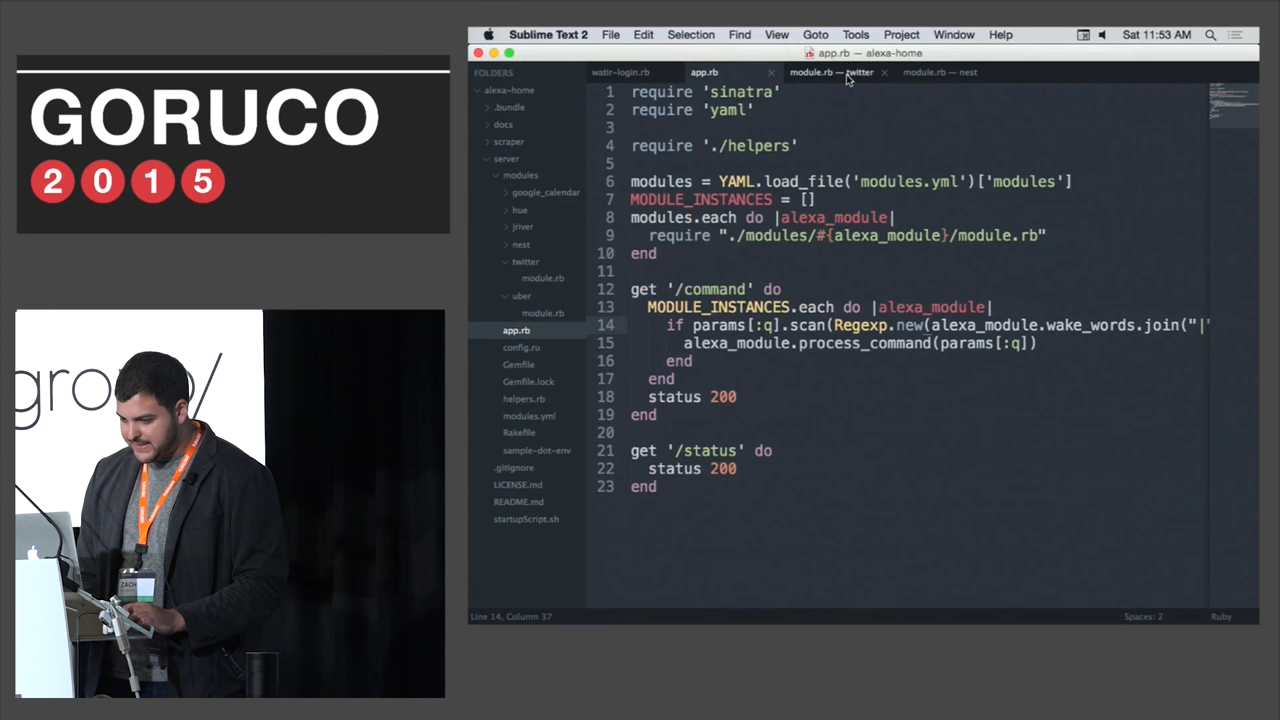 GORUCO
2015
group/
ZACH
Sublime Text 2 File Edit Selection Find View Goto Tools Project Window Help Sat 11:53 AM
app.rb — alexa-home
FOLDERS
alexa-home
.bundle
docs
scraper
server
modules
google_calendar
hue
jriver
nest
twitter
module.rb
uber
module.rb
app.rb
config.ru
Gemfile
Gemfile.lock
helpers.rb
modules.yml
Rakefile
sample-dot-env
.gitignore
LICENSE.md
README.md
startupScript.sh
watir-login.rb app.rb module.rb — twitter module.rb — nest
1 require 'sinatra'
2 require 'yaml'
3
4 require './helpers'
5
6 modules = YAML.load_file('modules.yml')['modules']
7 MODULE_INSTANCES = []
8 modules.each do |alexa_module|
9 require "./modules/#{alexa_module}/module.rb"
10 end
11
12 get '/command' do
13 MODULE_INSTANCES.each do |alexa_module|
14 if params[:q].scan(Regexp.new(alexa_module.wake_words.join("|"
15 alexa_module.process_command(params[:q])
16 end
17 end
18 status 200
19 end
20
21 get '/status' do
22 status 200
23 end
Line 14, Column 37 Spaces: 2 Ruby